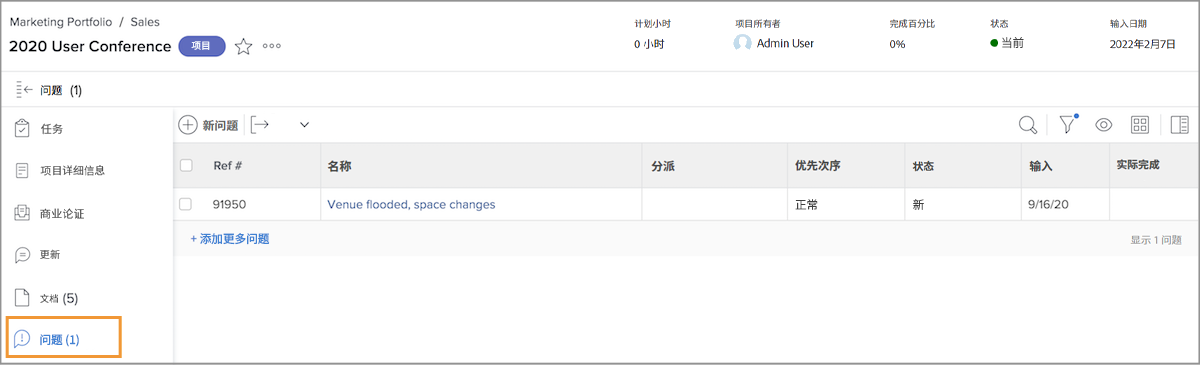 Marketing Portfolio / Sales
2020 User Conference 项目
计划小时
0 小时
项目所有者
Admin User
完成百分比
0%
状态
当前
输入日期
2022年2月7日
问题 (1)
任务
项目详细信息
商业论证
更新
文档 (5)
问题 (1)
新问题
Ref # 名称 分派 优先次序 状态 输入 实际完成
91950 Venue flooded, space changes 正常 新 9/16/20
+ 添加更多问题
显示 1 问题